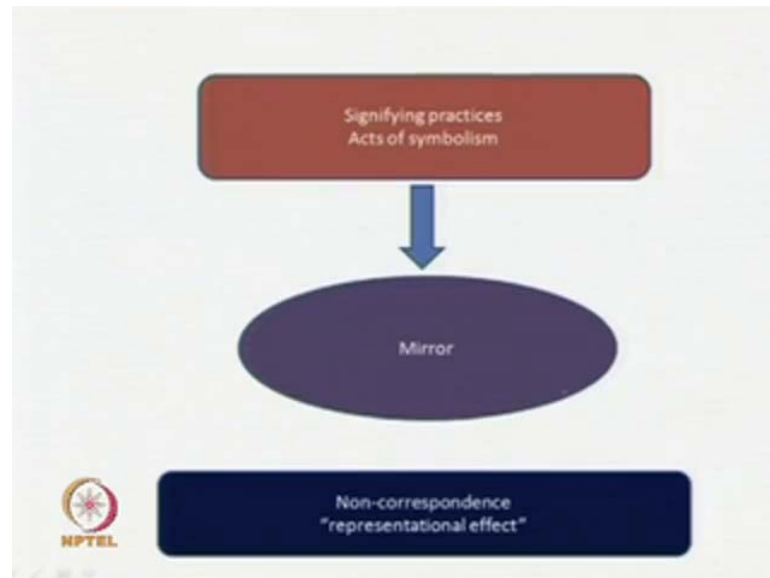 Signifying practices
Acts of symbolism
Mirror
Non-correspondence
"representational effect"
NPTEL